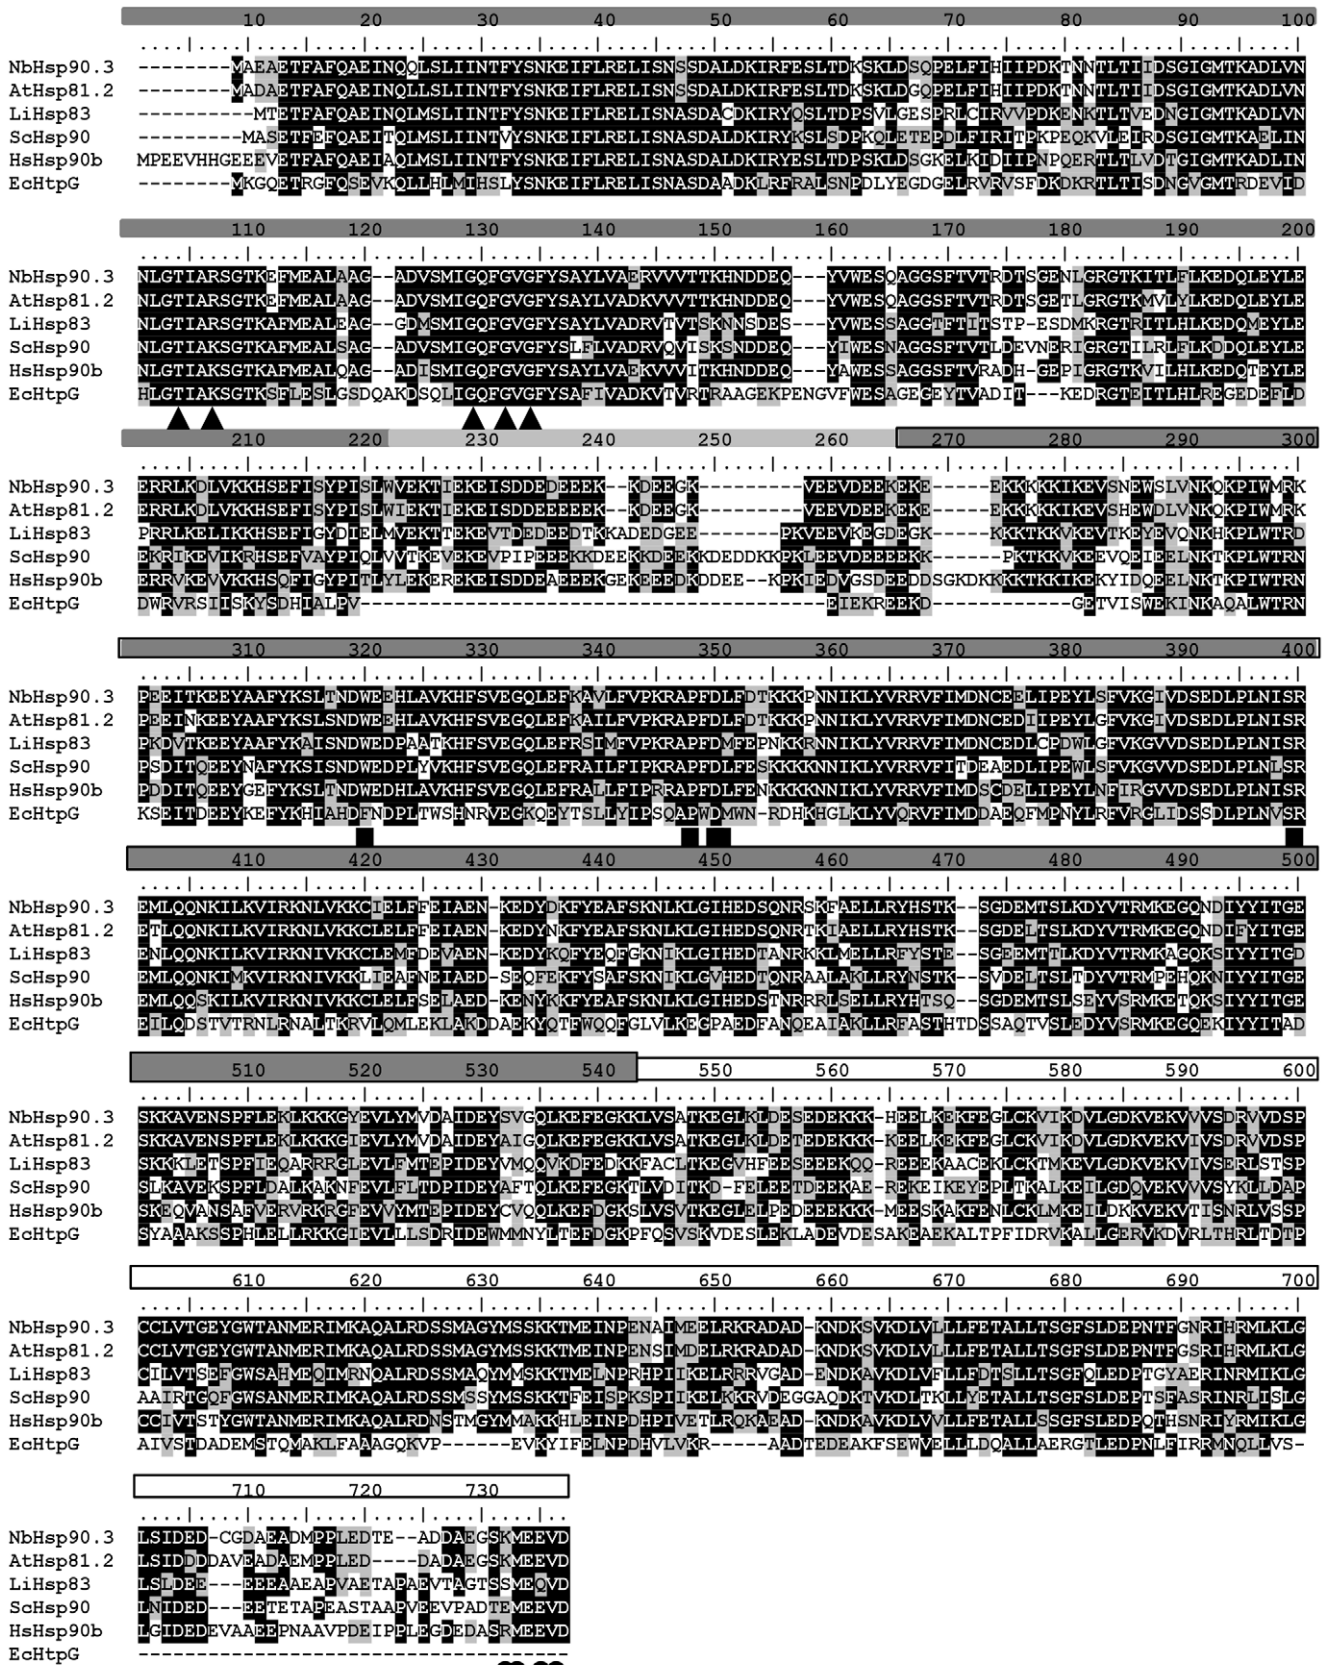 10 20 30 40 50 60 70 80 90 100
NbHsp90.3 --------MAEAETFAFQAEINQQLSLIINTFYSNKEIFLRELISNSSDALDKIRFESLTDKSKLDSQPELFIHIIPDKTNNTLTIIDSGIGMTKADLVN
AtHsp81.2 --------MADAETFAFQAEINQLLSLIINTFYSNKEIFLRELISNSSDALDKIRFESLTDKSKLDGQPELFIHIIPDKTNNTLTIIDSGIGMTKADLVN
LiHsp83 ----------MTETFAFQAEINQLMSLIINTFYSNKEIFLRELISNASDACDKIRYQSLTDPSVLGESPRLCIRVVPDKENKTLTVEDNGIGMTKADLVN
ScHsp90 --------MASETFEFQAEITQLMSLIINTVYSNKEIFLRELISNASDALDKIRYKSLSDPKQLETEPDLFIRITPKPEQKVLEIRDSGIGMTKAELIN
HsHsp90b MPEEVHHGEEEVETFAFQAEIAQLMSLIINTFYSNKEIFLRELISNASDALDKIRYESLTDPSKLDSGKELKIDIIPNPQERTLTLVDTGIGMTKADLIN
EcHtpG --------MKGQETRGFQSEVKQLLHLMIHSLYSNKEIFLRELISNASDAADKLRFRALSNPDLYEGDGELRVRVSFDKDKRTLTISDNGVGMTRDEVID
110 120 130 140 150 160 170 180 190 200
NbHsp90.3 NLGTIARSGTKEFMEALAAG--ADVSMIGQFGVGFYSAYLVAERVVVTTKHNDDEQ---YVWESQAGGSFTVTRDTSGENLGRGTKITLFLKEDQLEYLE
AtHsp81.2 NLGTIARSGTKEFMEALAAG--ADVSMIGQFGVGFYSAYLVADKVVVTTKHNDDEQ---YVWESQAGGSFTVTRDTSGETLGRGTKMVLYLKEDQLEYLE
LiHsp83 NLGTIARSGTKAFMEALEAG--GDMSMIGQFGVGFYSAYLVADRVTVTSKNNSDES---YVWESSAGGTFTITSTP-ESDMKRGTRITLHLKEDQMEYLE
ScHsp90 NLGTIAKSGTKAFMEALSAG--ADVSMIGQFGVGFYSLFLVADRVQVISKSNDDEQ---YIWESNAGGSFTVTLDEVNERIGRGTILRLFLKDDQLEYLE
HsHsp90b NLGTIAKSGTKAFMEALQAG--ADISMIGQFGVGFYSAYLVAEKVVVITKHNDDEQ---YAWESSAGGSFTVRADH-GEPIGRGTKVILHLKEDQTEYLE
EcHtpG HLGTIAKSGTKSFLESLGSDQAKDSQLIGQFGVGFYSAFIVADKVTVRTRAAGEKPENGVFWESAGEGEYTVADIT---KEDRGTEITLHLREGEDEFLD
210 220 230 240 250 260 270 280 290 300
NbHsp90.3 ERRLKDLVKKHSEFISYPISLWVEKTIEKEISDDEDEEEK--KDEEGK---------VEEVDEEKEKE-----EKKKKKIKEVSNEWSLVNKQKPIWMRK
AtHsp81.2 ERRLKDLVKKHSEFISYPISLWIEKTIEKEISDDEEEEEK--KDEEGK---------VEEVDEEKEKE-----EKKKKKIKEVSHEWDLVNKQKPIWMRK
LiHsp83 PRRLKELIKKHSEFIGYDIELMVEKTTEKEVTDEDEEDTKKADEDGEE-------PKVEEVKEGDEGK-----KKKTKKVKEVTKEYEVQNKHKPLWTRD
ScHsp90 EKRIKEVIKRHSEFVAYPIQLVVTKEVEKEVPIPEEEKKDEEKKDEEKKDEDDKKPKLEEVDEEEEKK------PKTKKVKEEVQEIEELNKTKPLWTRN
HsHsp90b ERRVKEVVKKHSQFIGYPITLYLEKEREKEISDDEAEEEKGEKEEEDKDDEE--KPKIEDVGSDEEDDSGKDKKKKTKKIKEKYIDQEELNKTKPIWTRN
EcHtpG DWRVRSIISKYSDHIALPV----------------------------------------EIEKREEKD------------GETVISWEKINKAQALWTRN
310 320 330 340 350 360 370 380 390 400
NbHsp90.3 PEEITKEEYAAFYKSLTNDWEEHLAVKHFSVEGQLEFKAVLFVPKRAPFDLFDTKKKPNNIKLYVRRVFIMDNCEELIPEYLSFVKGIVDSEDLPLNISR
AtHsp81.2 PEEINKEEYAAFYKSLSNDWEEHLAVKHFSVEGQLEFKAILFVPKRAPFDLFDTKKKPNNIKLYVRRVFIMDNCEDIIPEYLGFVKGIVDSEDLPLNISR
LiHsp83 PKDVTKEEYAAFYKAISNDWEDPAATKHFSVEGQLEFRSIMFVPKRAPFDMFEPNKKRNNIKLYVRRVFIMDNCEDLCPDWLGFVKGVVDSEDLPLNISR
ScHsp90 PSDITQEEYNAFYKSISNDWEDPLYVKHFSVEGQLEFRAILFIPKRAPFDLFESKKKKNNIKLYVRRVFITDEAEDLIPEWLSFVKGVVDSEDLPLNLSR
HsHsp90b PDDITQEEYGEFYKSLTNDWEDHLAVKHFSVEGQLEFRALLFIPRRAPFDLFENKKKKNNIKLYVRRVFIMDSCDELIPEYLNFIRGVVDSEDLPLNISR
EcHtpG KSEITDEEYKEFYKHIAHDFNDPLTWSHNRVEGKQEYTSLLYIPSQAPWDMWN-RDHKHGLKLYVQRVFIMDDAEQFMPNYLRFVRGLIDSSDLPLNVSR
410 420 430 440 450 460 470 480 490 500
NbHsp90.3 EMLQQNKILKVIRKNLVKKCIELFFEIAEN-KEDYDKFYEAFSKNLKLGIHEDSQNRSKFAELLRYHSTK--SGDEMTSLKDYVTRMKEGQNDIYYITGE
AtHsp81.2 ETLQQNKILKVIRKNLVKKCLELFFEIAEN-KEDYNKFYEAFSKNLKLGIHEDSQNRTKIAELLRYHSTK--SGDELTSLKDYVTRMKEGQNDIFYITGE
LiHsp83 ENLQQNKILKVIRKNIVKKCLEMFDEVAEN-KEDYKQFYEQFGKNIKLGIHEDTANRKKLMELLRFYSTE--SGEEMTTLKDYVTRMKAGQKSIYYITGD
ScHsp90 EMLQQNKIMKVIRKNIVKKLIEAFNEIAED-SEQFEKFYSAFSKNIKLGVHEDTQNRAALAKLLRYNSTK--SVDELTSLTDYVTRMPEHQKNIYYITGE
HsHsp90b EMLQQSKILKVIRKNIVKKCLELFSELAED-KENYKKFYEAFSKNLKLGIHEDSTNRRRLSELLRYHTSQ--SGDEMTSLSEYVSRMKETQKSIYYITGE
EcHtpG EILQDSTVTRNLRNALTKRVLQMLEKLAKDDAEKYQTFWQQFGLVLKEGPAEDFANQEAIAKLLRFASTHTDSSAQTVSLEDYVSRMKEGQEKIYYITAD
510 520 530 540 550 560 570 580 590 600
NbHsp90.3 SKKAVENSPFLEKLKKKGYEVLYMVDAIDEYSVGQLKEFEGKKLVSATKEGLKLDESEDEKKK-HEELKEKFEGLCKVIKDVLGDKVEKVVVSDRVVDSP
AtHsp81.2 SKKAVENSPFLEKLKKKGIEVLYMVDAIDEYAIGQLKEFEGKKLVSATKEGLKLDETEDEKKK-KEELKEKFEGLCKVIKDVLGDKVEKVIVSDRVVDSP
LiHsp83 SKKKLETSPFIEQARRRGLEVLFMTEPIDEYVMQQVKDFEDKKFACLTKEGVHFEESEEEKQQ-REEEKAACEKLCKTMKEVLGDKVEKVIVSERLSTSP
ScHsp90 SLKAVEKSPFLDALKAKNFEVLFLTDPIDEYAFTQLKEFEGKTLVDITKD-FELEETDEEKAE-REKEIKEYEPLTKALKEILGDQVEKVVVSYKLLDAP
HsHsp90b SKEQVANSAFVERVRKRGFEVVYMTEPIDEYCVQQLKEFDGKSLVSVTKEGLELPEDEEEKKK-MEESKAKFENLCKLMKEILDKKVEKVTISNRLVSSP
EcHtpG SYAAAKSSPHLELLRKKGIEVLLLSDRIDEWMMNYLTEFDGKPFQSVSKVDESLEKLADEVDESAKEAEKALTPFIDRVKALLGERVKDVRLTHRLTDTP
610 620 630 640 650 660 670 680 690 700
NbHsp90.3 CCLVTGEYGWTANMERIMKAQALRDSSMAGYMSSKKTMEINPENAIMEELRKRADAD-KNDKSVKDLVLLLFETALLTSGFSLDEPNTFGNRIHRMLKLG
AtHsp81.2 CCLVTGEYGWTANMERIMKAQALRDSSMAGYMSSKKTMEINPENSIMDELRKRADAD-KNDKSVKDLVLLLFETALLTSGFSLDEPNTFGSRIHRMLKLG
LiHsp83 CILVTSEFGWSAHMEQIMRNQALRDSSMAQYMMSKKTMELNPRHPIIKELRRRVGAD-ENDKAVKDLVFLLFDTSLLTSGFQLEDPTGYAERINRMIKLG
ScHsp90 AAIRTGQFGWSANMERIMKAQALRDSSMSSYMSSKKTFEISPKSPIIKELKKRVDEGGAQDKTVKDLTKLLYETALLTSGFSLDEPTSFASRINRLISLG
HsHsp90b CCIVTSTYGWTANMERIMKAQALRDNSTMGYMMAKKHLEINPDHPIVETLRQKAEAD-KNDKAVKDLVVLLFETALLSSGFSLEDPQTHSNRIYRMIKLG
EcHtpG AIVSTDADEMSTQMAKLFAAAGQKVP------EVKYIFELNPDHVLVKR-----AADTEDEAKFSEWVELLLDQALLAERGTLEDPNLFIRRMNQLLVS-
710 720 730
NbHsp90.3 LSIDED-CGDAEADMPPLEDTE--ADDAEGSKMEEVD
AtHsp81.2 LSIDDDDAVEADAEMPPLED----DADAEGSKMEEVD
LiHsp83 LSLDEE---EEEAAEAPVAETAPAEVTAGTSSMEQVD
ScHsp90 LNIDED---EETETAPEASTAAPVEEVPADTEMEEVD
HsHsp90b LGIDEDEVAAEEPNAAVPDEIPPLEGDEDASRMEEVD
EcHtpG -------------------------------------